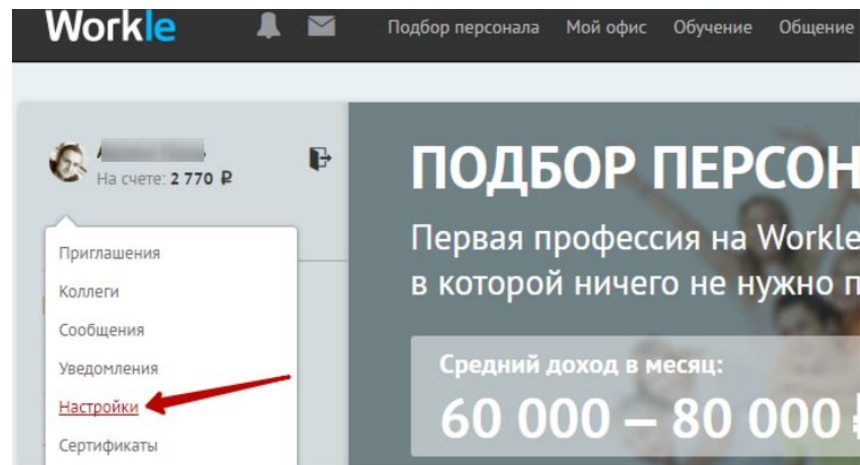 Workle
Подбор персонала Мой офис Обучение Общение
На счете: 2 770 ₽
Приглашения
Коллеги
Сообщения
Уведомления
Настройки
Сертификаты
ПОДБОР ПЕРСОН
Первая профессия на Workle
в которой ничего не нужно п
Средний доход в месяц:
60 000 – 80 000 ₽